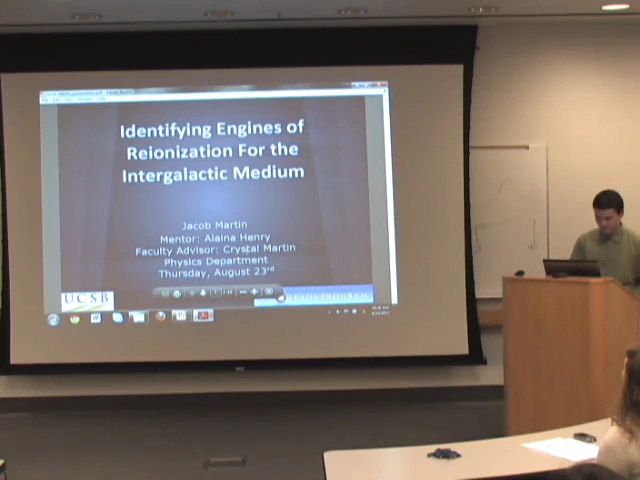 Identifying Engines of
Reionization For the
Intergalactic Medium
Jacob Martin
Mentor: Alaina Henry
Faculty Advisor: Crystal Martin
Physics Department
Thursday, August 23rd
UCSB
PROGRAM